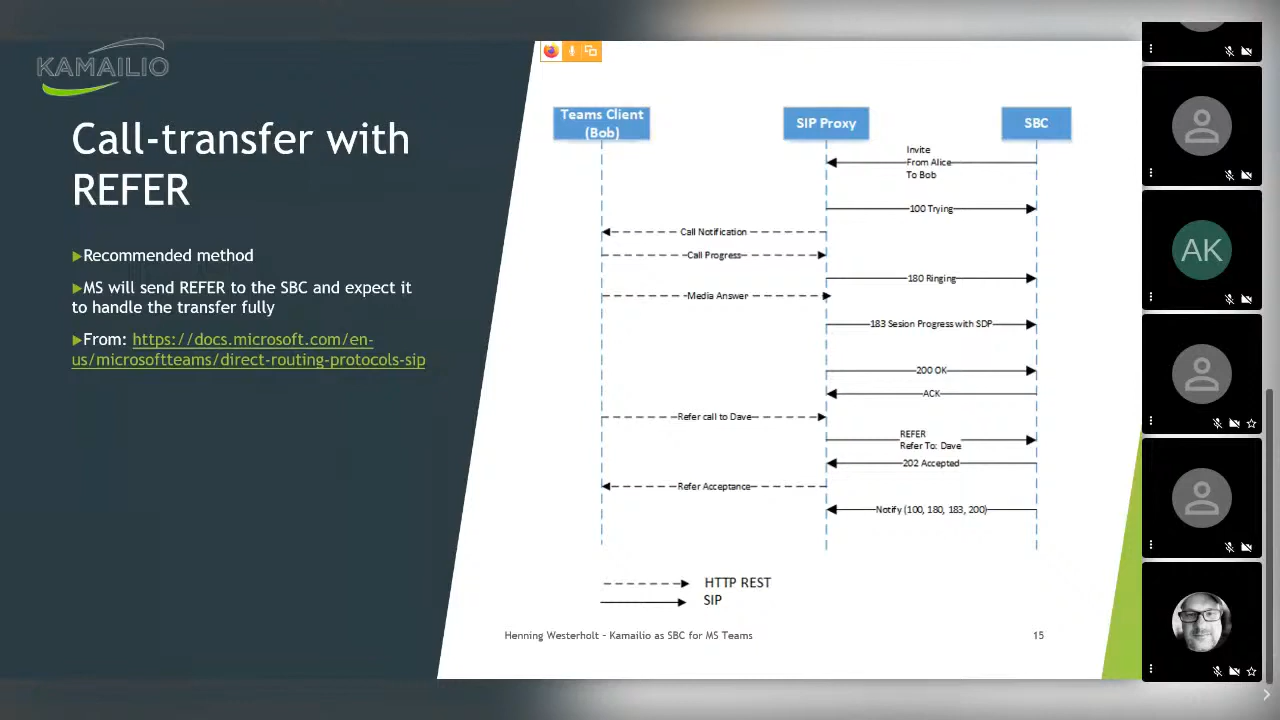 KAMAILIO
Call-transfer with
REFER
Recommended method
MS will send REFER to the SBC and expect it
to handle the transfer fully
From: https://docs.microsoft.com/en-
us/microsoftteams/direct-routing-protocols-sip
Teams Client
(Bob)
SIP Proxy
SBC
Invite
From Alice
To Bob
100 Trying
Call Notification
Call Progress
180 Ringing
Media Answer
183 Sesion Progress with SDP
200 OK
ACK
Refer call to Dave
REFER
Refer To: Dave
202 Accepted
Refer Acceptance
Notify (100, 180, 183, 200)
HTTP REST
SIP
Henning Westerholt - Kamailio as SBC for MS Teams
15
AK